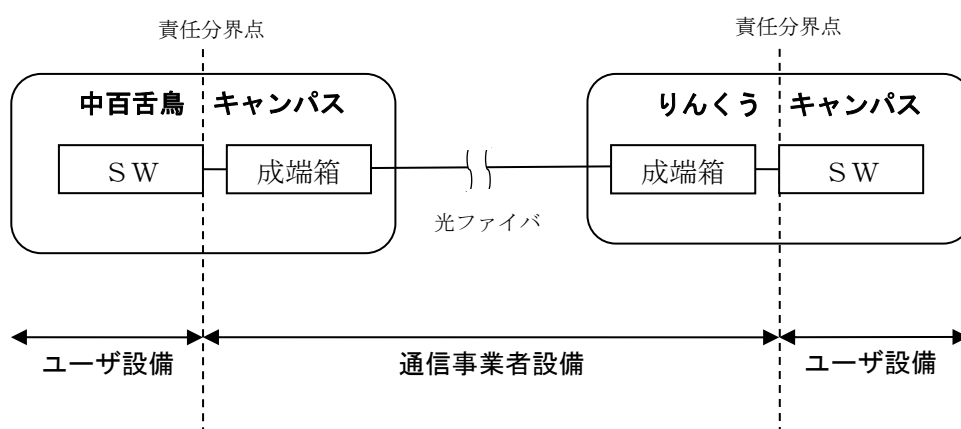 責任分界点
責任分界点
中百舌鳥 キャンパス
りんくう キャンパス
ＳＷ
成端箱
成端箱
ＳＷ
光ファイバ
ユーザ設備
通信事業者設備
ユーザ設備